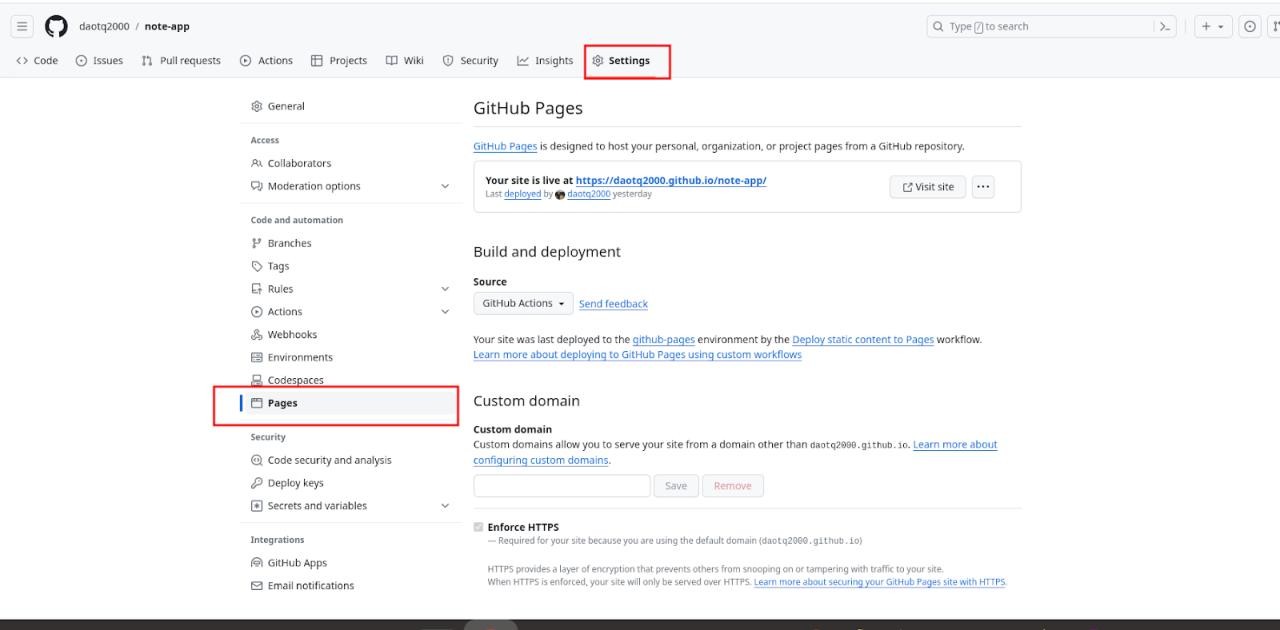 daotq2000 / note-app
Type / to search
Code Issues Pull requests Actions Projects Wiki Security Insights Settings
General
Access
Collaborators
Moderation options
Code and automation
Branches
Tags
Rules
Actions
Webhooks
Environments
Codespaces
Pages
Security
Code security and analysis
Deploy keys
Secrets and variables
Integrations
GitHub Apps
Email notifications
GitHub Pages
GitHub Pages is designed to host your personal, organization, or project pages from a GitHub repository.
Your site is live at https://daotq2000.github.io/note-app/
Last deployed by daotq2000 yesterday
Visit site
Build and deployment
Source
GitHub Actions Send feedback
Your site was last deployed to the github-pages environment by the Deploy static content to Pages workflow.
Learn more about deploying to GitHub Pages using custom workflows
Custom domain
Custom domain
Custom domains allow you to serve your site from a domain other than daotq2000.github.io. Learn more about
configuring custom domains.
Save Remove
Enforce HTTPS
— Required for your site because you are using the default domain (daotq2000.github.io)
HTTPS provides a layer of encryption that prevents others from snooping on or tampering with traffic to your site.
When HTTPS is enforced, your site will only be served over HTTPS. Learn more about securing your GitHub Pages site with HTTPS.